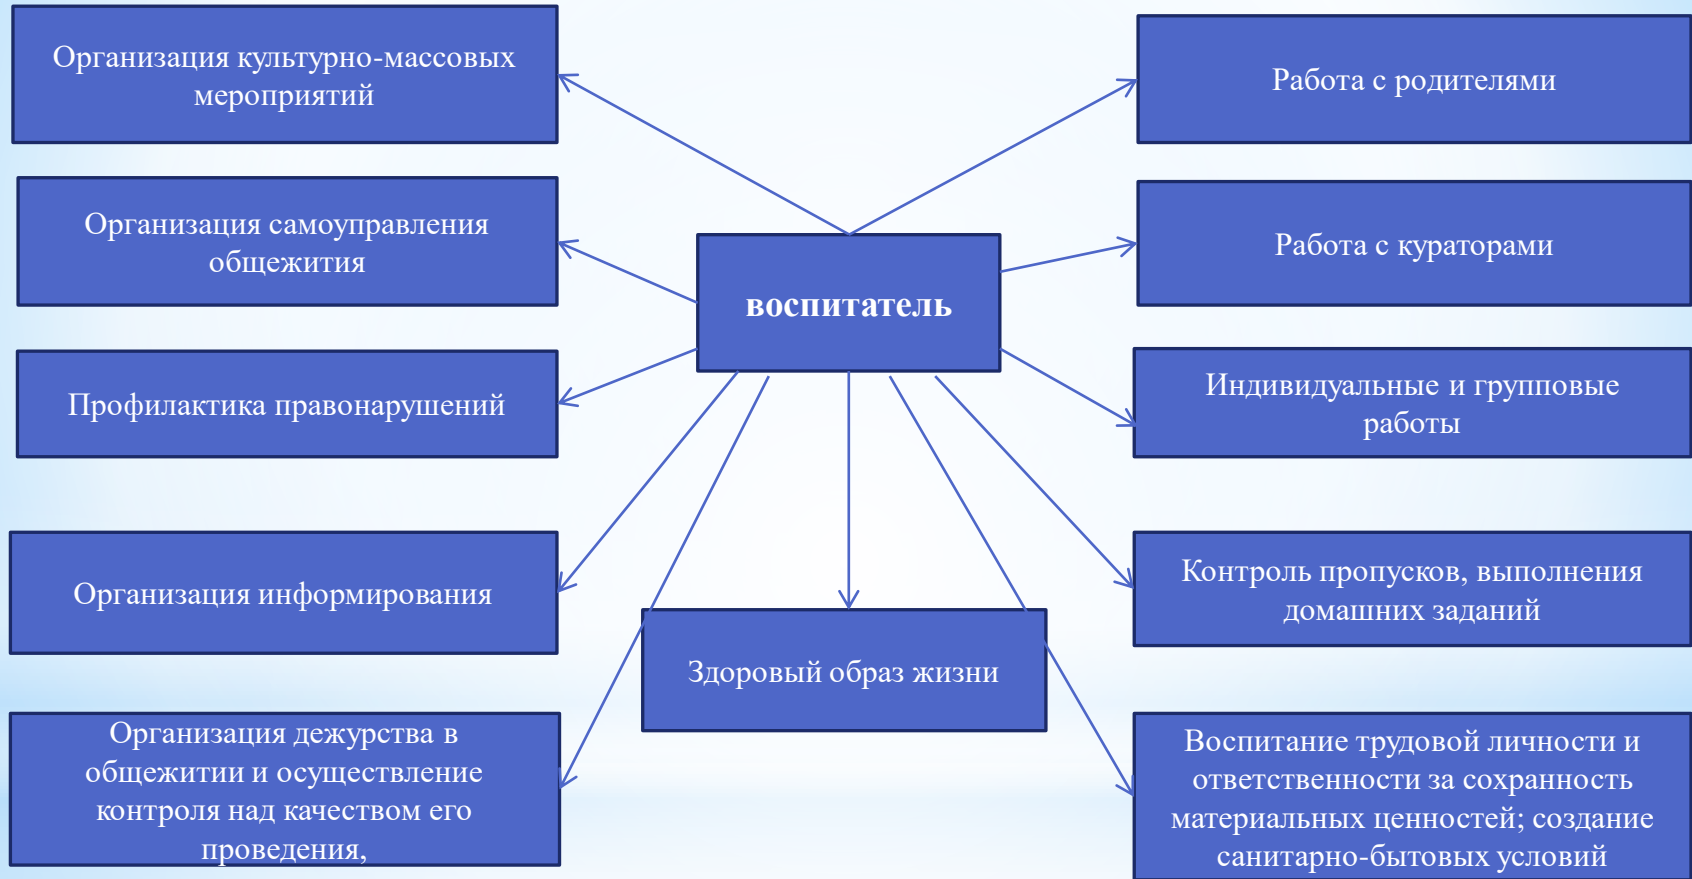 Организация культурно-массовых
мероприятий
Работа с родителями
Организация самоуправления
общежития
Работа с кураторами
воспитатель
Профилактика правонарушений
Индивидуальные и групповые
работы
Организация информирования
Контроль пропусков, выполнения
домашних заданий
Здоровый образ жизни
Организация дежурства в
общежитии и осуществление
контроля над качеством его
проведения,
Воспитание трудовой личности и
ответственности за сохранность
материальных ценностей; создание
санитарно-бытовых условий